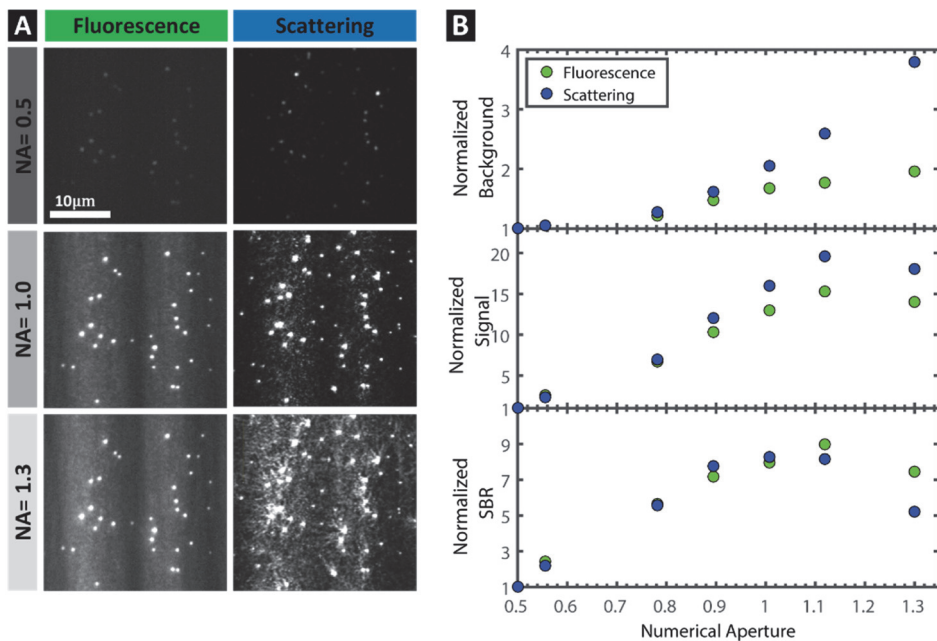 A
Fluorescence
Scattering
NA= 0.5
10μm
NA= 1.0
NA= 1.3
B
Fluorescence
Scattering
Normalized
Background
4
3
2
1
Normalized
Signal
20
15
10
5
1
Normalized
SBR
9
7
5
3
1
0.5
0.6
0.7
0.8
0.9
1
1.1
1.2
1.3
Numerical Aperture